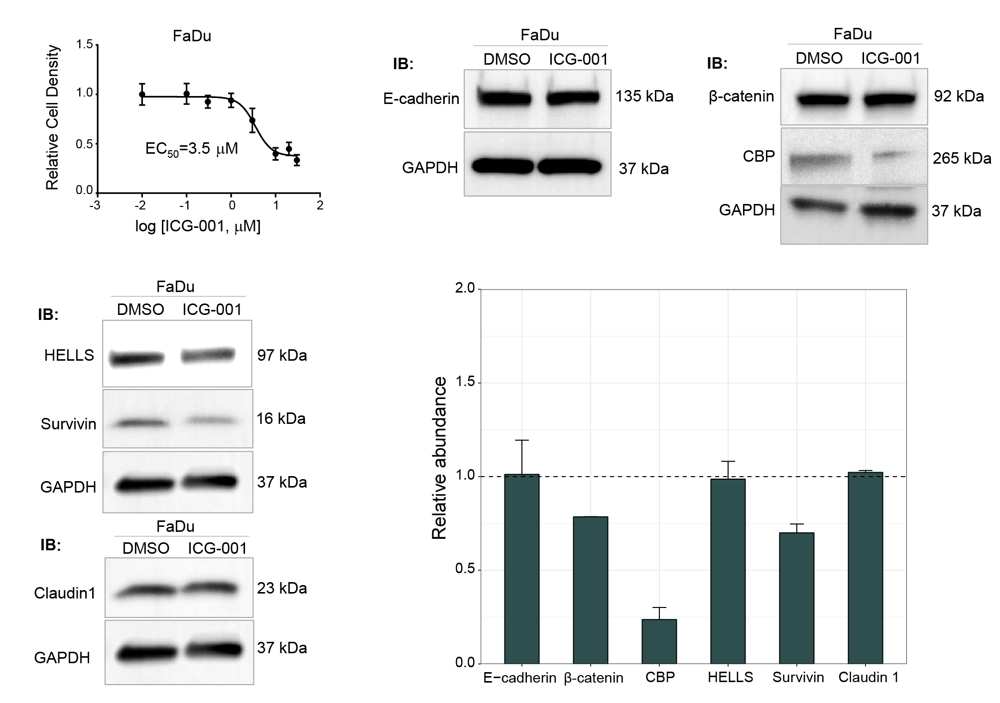 FaDu
1.5
1.0
0.5
0.0
Relative Cell Density
EC50=3.5 μM
-3 -2 -1 0 1 2
log [ICG-001, μM]
FaDu
IB: DMSO ICG-001
E-cadherin 135 kDa
GAPDH 37 kDa
FaDu
IB: DMSO ICG-001
β-catenin 92 kDa
CBP 265 kDa
GAPDH 37 kDa
FaDu
IB: DMSO ICG-001
HELLS 97 kDa
Survivin 16 kDa
GAPDH 37 kDa
FaDu
IB: DMSO ICG-001
Claudin1 23 kDa
GAPDH 37 kDa
2.0
1.5
1.0
0.5
0.0
Relative abundance
E−cadherin β-catenin CBP HELLS Survivin Claudin 1